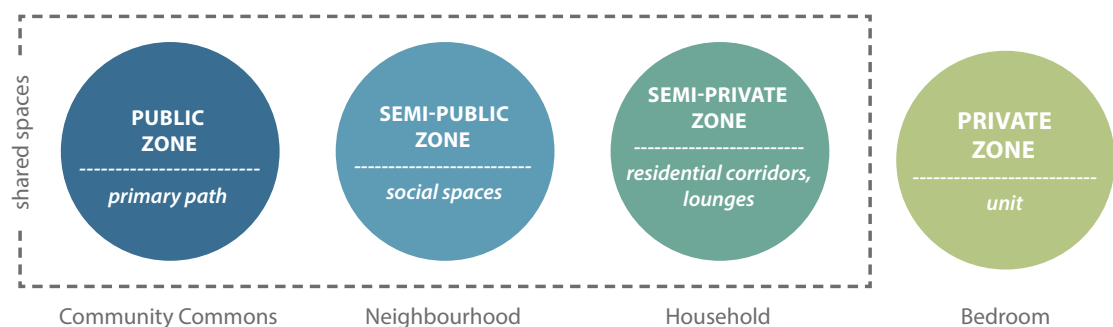 shared spaces
PUBLIC
ZONE
primary path
SEMI-PUBLIC
ZONE
social spaces
SEMI-PRIVATE
ZONE
residential corridors,
lounges
PRIVATE
ZONE
unit
Community Commons
Neighbourhood
Household
Bedroom